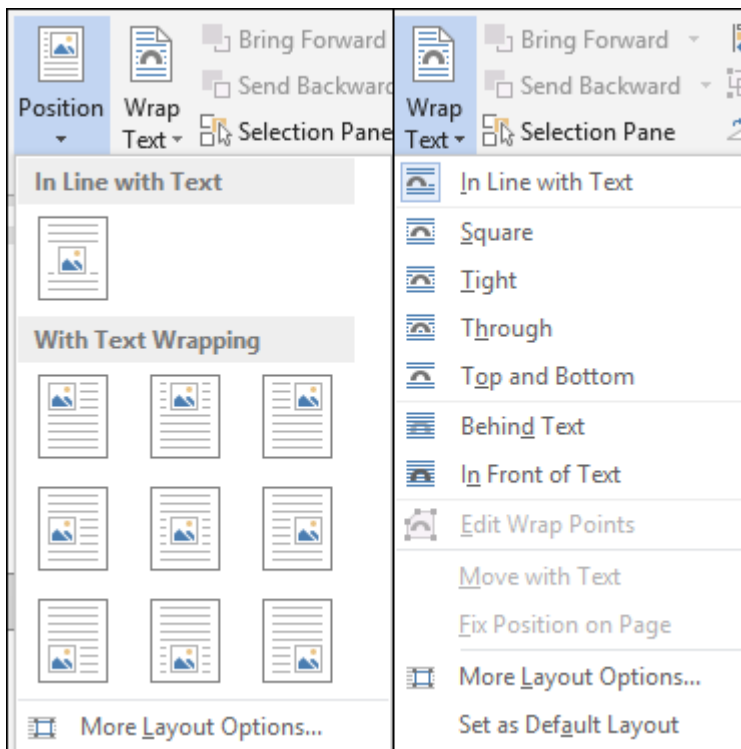 Position
Wrap
Text
Bring Forward
Send Backward
Selection Pane
In Line with Text
With Text Wrapping
More Layout Options...
Wrap
Text
Bring Forward
Send Backward
Selection Pane
In Line with Text
Square
Tight
Through
Top and Bottom
Behind Text
In Front of Text
Edit Wrap Points
Move with Text
Fix Position on Page
More Layout Options...
Set as Default Layout